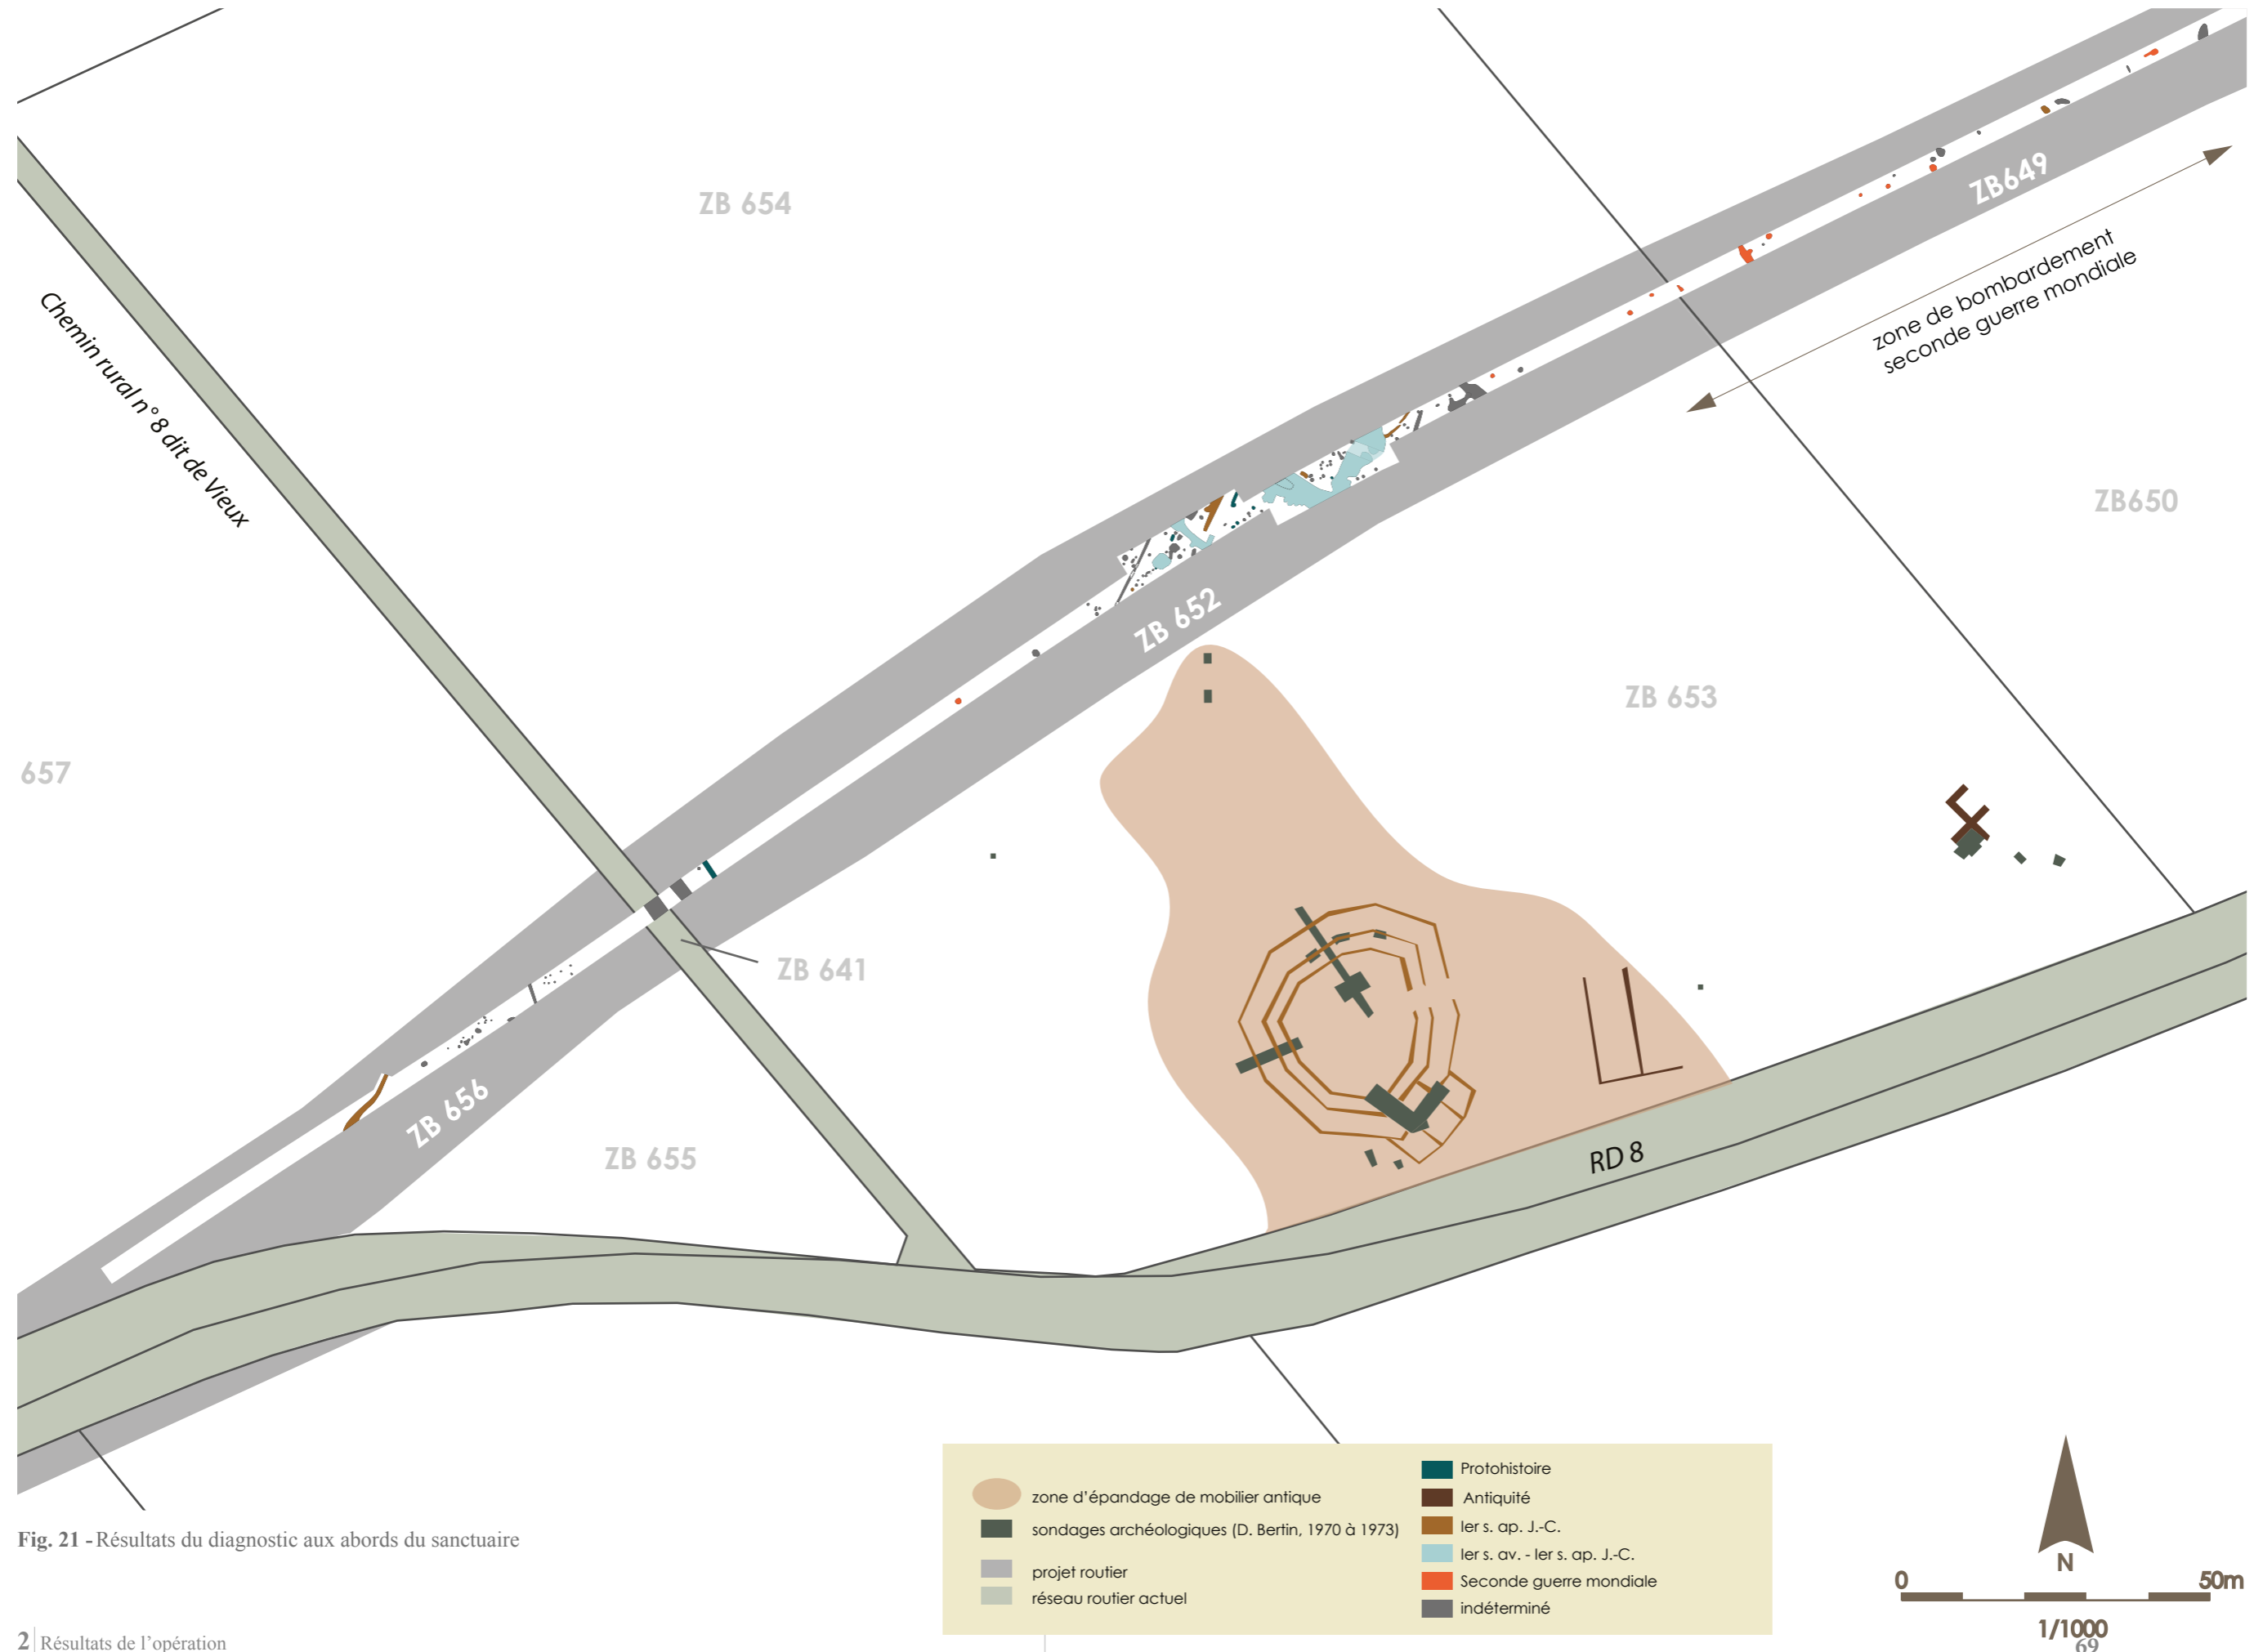 ZB 654
ZB649
zone de bombardement
seconde guerre mondiale
Chemin rural n°8 dit de Vieux
ZB650
ZB 652
ZB 653
657
ZB 641
ZB 656
ZB 655
RD 8
zone d'épandage de mobilier antique
sondages archéologiques (D. Bertin, 1970 à 1973)
projet routier
réseau routier actuel
Protohistoire
Antiquité
Ier s. ap. J.-C.
Ier s. av. - Ier s. ap. J.-C.
Seconde guerre mondiale
indéterminé
N
0 50m
1/1000
Fig. 21 - Résultats du diagnostic aux abords du sanctuaire
2 Résultats de l'opération
69